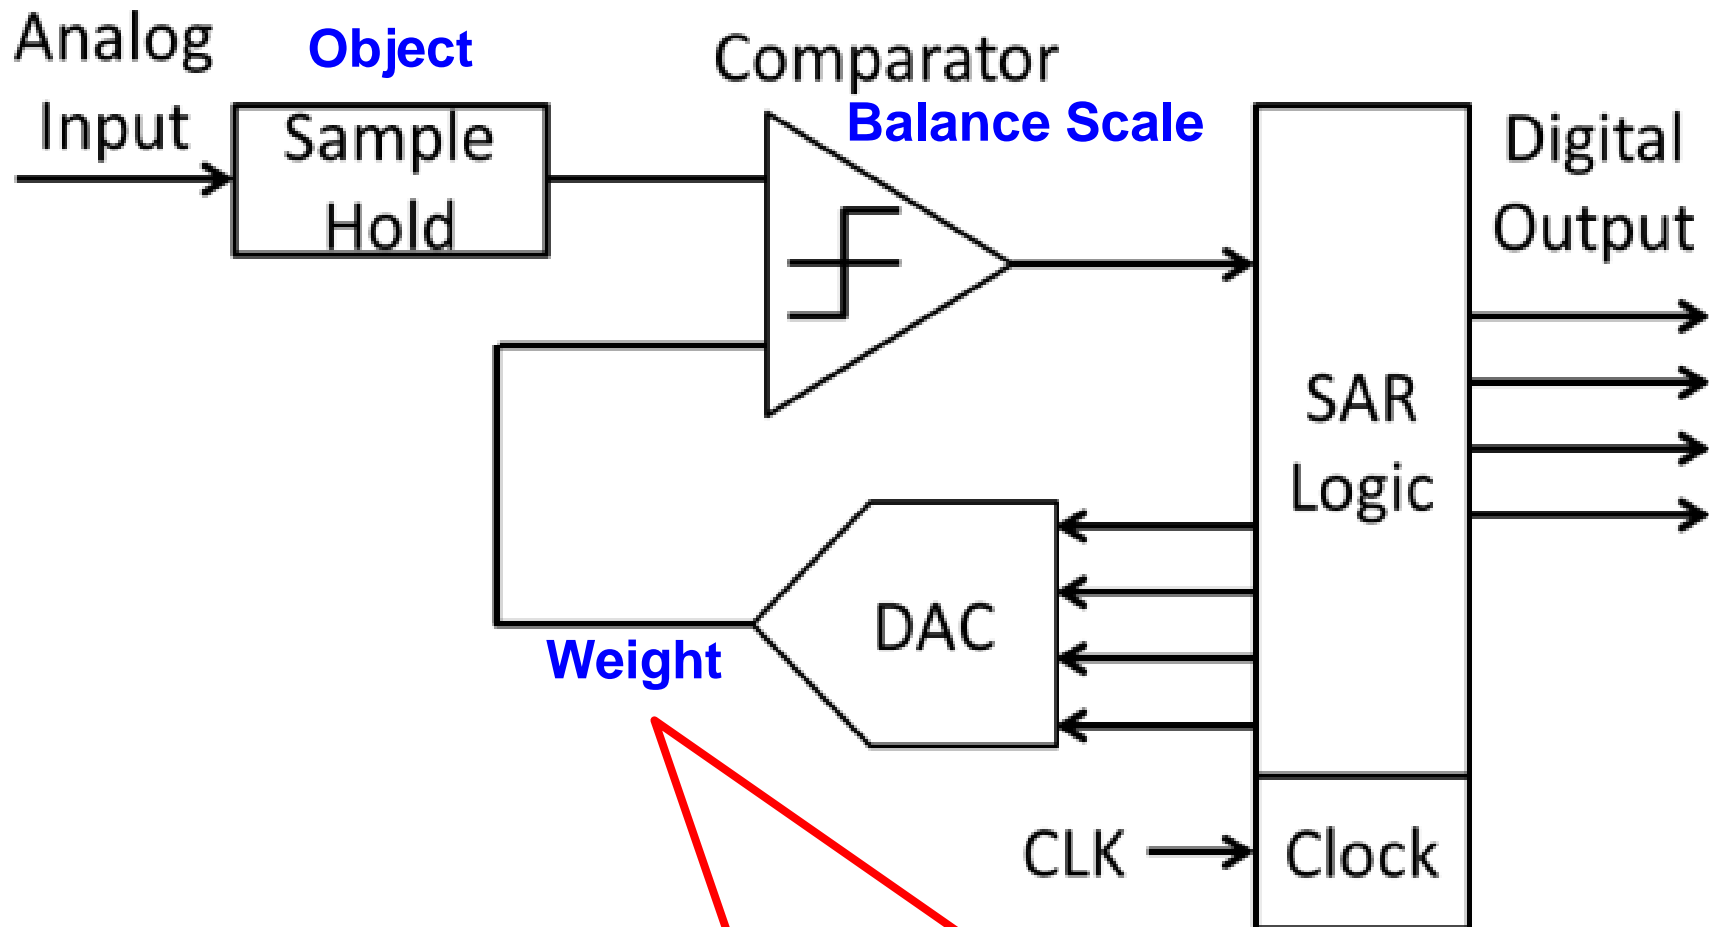 Analog
Input
Object
Sample
Hold
Comparator
Balance Scale
Digital
Output
SAR
Logic
DAC
Weight
CLK
Clock